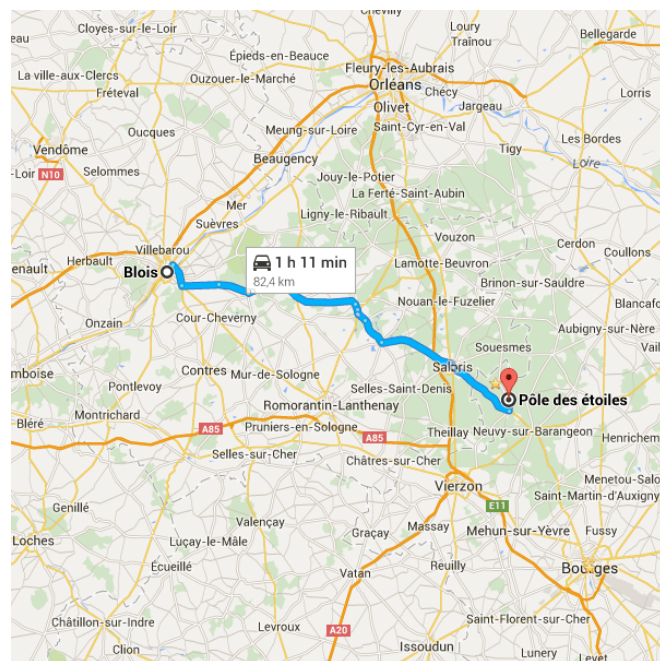 Chevilly
Cloyes-sur-le-Loir
Loury
Traînou
Bellegarde
Épieds-en-Beauce
Fleury-les-Aubrais
La ville-aux-Clercs
Ouzouer-le-Marché
Orléans
Chécy
Lorris
Fréteval
Olivet
Jargeau
Oucques
Meung-sur-Loire
Saint-Cyr-en-Val
Les Bordes
Vendôme
Beaugency
Tigy
-Loir
N10
Selommes
Jouy-le-Potier
Loire
Mer
La Ferté-Saint-Aubin
Suèvres
Ligny-le-Ribault
Villebarou
Vouzon
Cerdon
enault
Herbault
Coullons
Blois
1 h 11 min
Lamotte-Beuvron
82,4 km
Brinon-sur-Sauldre
Onzain
Cour-Cheverny
Nouan-le-Fuzelier
Blancafo
Aubigny-sur-Nère
Souesmes
Vail
mboise
Contres
Mur-de-Sologne
Salbris
Pontlevoy
Selles-Saint-Denis
Pôle des étoiles
Montrichard
Romorantin-Lanthenay
Bléré
A85
Pruniers-en-Sologne
A85
Theillay
Neuvy-sur-Barangeon
Henrichem
Selles-sur-Cher
Châtres-sur-Cher
Menetou-Salo
Vierzon
Saint-Martin-d'Auxigny
Genillé
E11
Valençay
Massay
Mehun-sur-Yèvre
Fussy
Loches
Luçay-le-Mâle
Graçay
Écueillé
Vatan
Reuilly
Bourges
Châtillon-sur-Indre
Levroux
A20
Saint-Florent-sur-Cher
Clion
Issoudun
Lunery
Levet